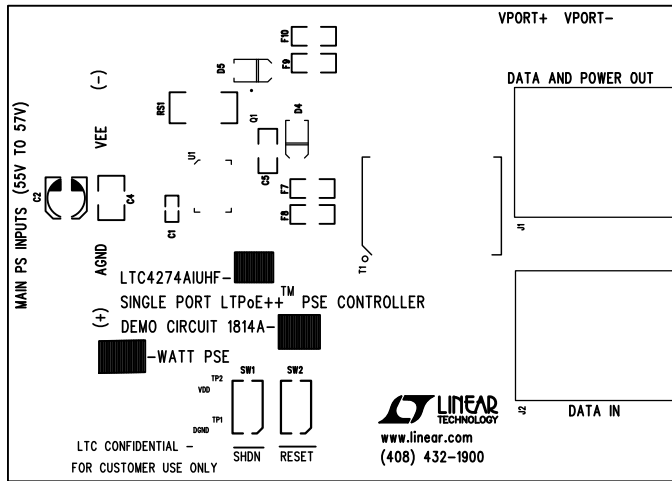 VPORT+ VPORT-
F10
F9
D5
DATA AND POWER OUT
MAIN PS INPUTS (55V TO 57V)
(-)
VEE
RS1
Q1
D4
U1
C2
C4
C5
C1
F7
F8
J1
T1
AGND
(+)
LTC4274AIUHF-
SINGLE PORT LTPoE++™ PSE CONTROLLER
DEMO CIRCUIT 1814A-
-WATT PSE
TP2
VDD
SW1
SW2
TP1
DGND
SHDN
RESET
LTC CONFIDENTIAL -
FOR CUSTOMER USE ONLY
LT LINEAR
TECHNOLOGY
www.linear.com
(408) 432-1900
J2
DATA IN